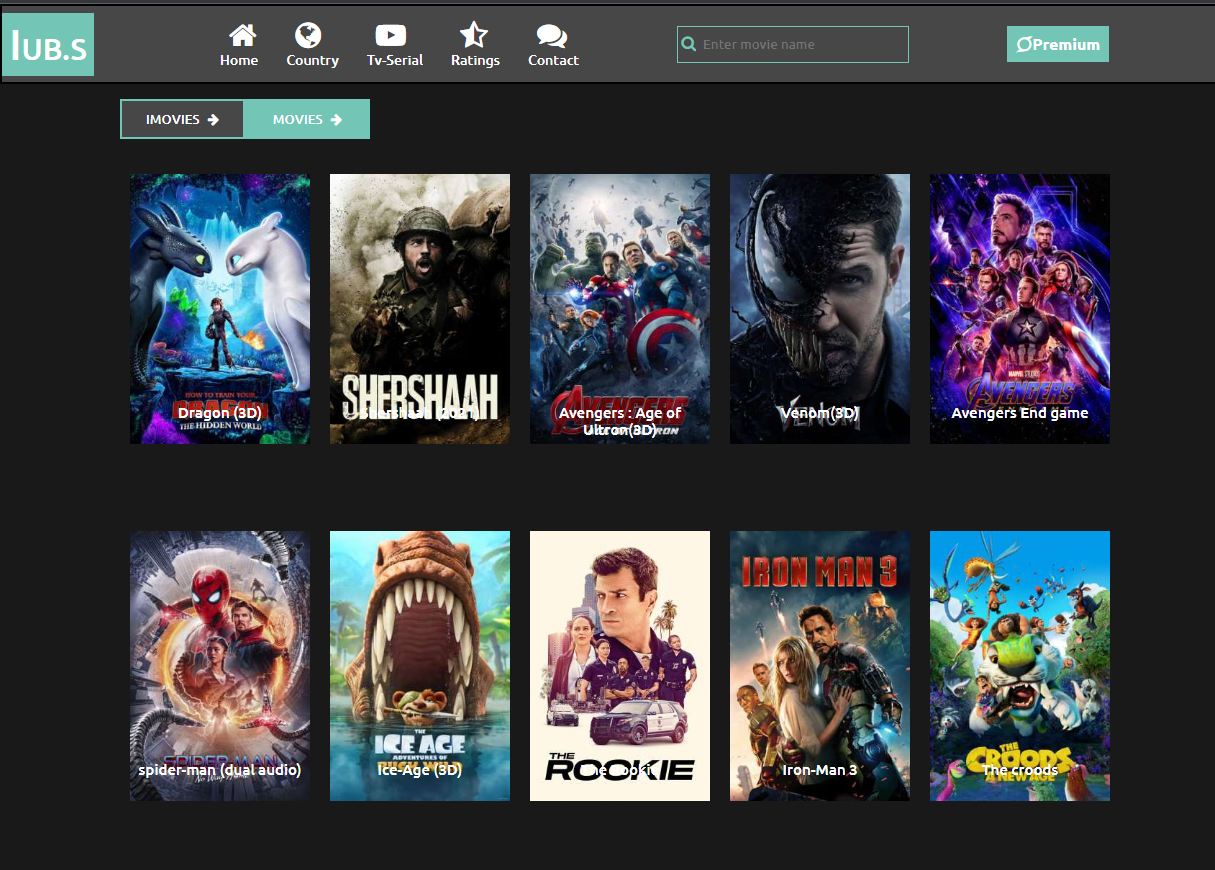 IUB.S
Home
Country
Tv-Serial
Ratings
Contact
Enter movie name
Premium
IMOVIES
MOVIES
HOW TO TRAIN YOUR
DRAGON
Dragon (3D)
THE HIDDEN WORLD
SHERSHAAH
Shershaah (2021)
AVENGERS
Avengers : Age of
Ultron(3D)
VENOM
Venom(3D)
MARVEL STUDIOS
AVENGERS
Avengers End game
SPIDER-MAN
spider-man (dual audio)
THE
ICE AGE
ADVENTURES OF
BUCK WILD
Ice-Age (3D)
THE
ROOKIE
The Rookie
IRON MAN 3
Iron-Man 3
THE
CROODS
The croods
A NEW AGE